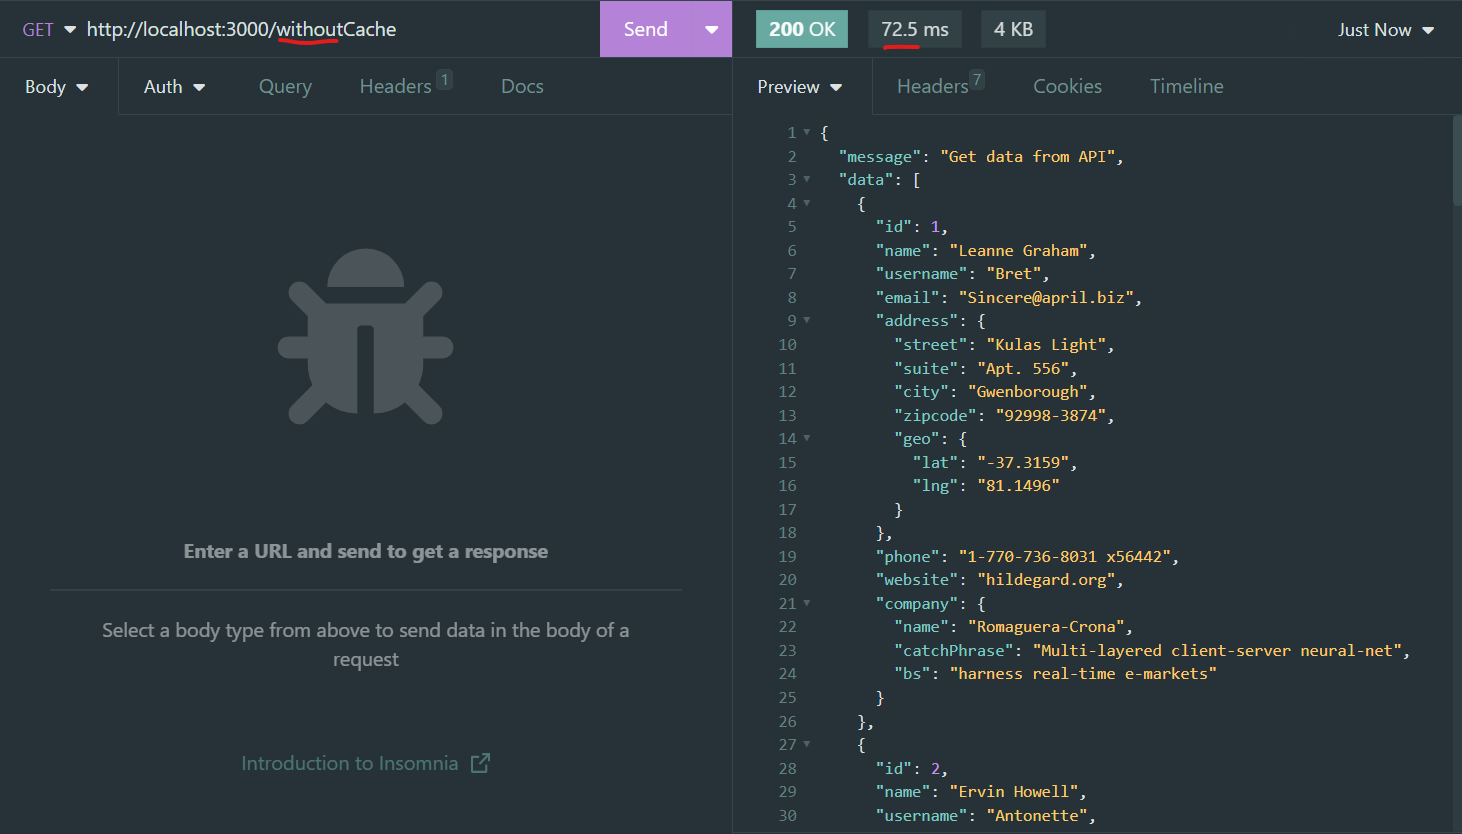 GET http://localhost:3000/withoutCache Send 200 OK 72.5 ms 4 KB Just Now
Body Auth Query Headers 1 Docs
Preview Headers 7 Cookies Timeline
Enter a URL and send to get a response
Select a body type from above to send data in the body of a
request
Introduction to Insomnia
1 {
2 "message": "Get data from API",
3 "data": [
4 {
5 "id": 1,
6 "name": "Leanne Graham",
7 "username": "Bret",
8 "email": "Sincere@april.biz",
9 "address": {
10 "street": "Kulas Light",
11 "suite": "Apt. 556",
12 "city": "Gwenborough",
13 "zipcode": "92998-3874",
14 "geo": {
15 "lat": "-37.3159",
16 "lng": "81.1496"
17 }
18 },
19 "phone": "1-770-736-8031 x56442",
20 "website": "hildegard.org",
21 "company": {
22 "name": "Romaguera-Crona",
23 "catchPhrase": "Multi-layered client-server neural-net",
24 "bs": "harness real-time e-markets"
25 }
26 },
27 {
28 "id": 2,
29 "name": "Ervin Howell",
30 "username": "Antonette",